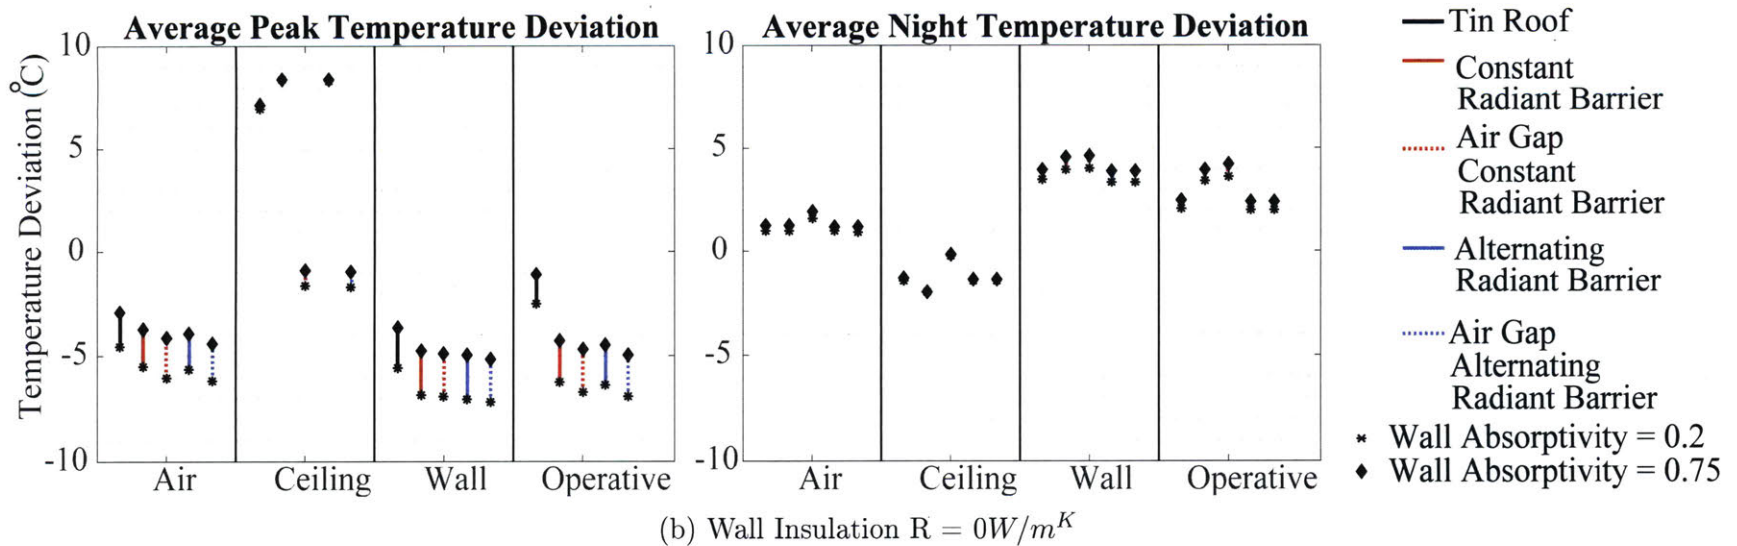 Average Peak Temperature Deviation
Temperature Deviation (°C)
10
5
0
-5
-10
Air
Ceiling
Wall
Operative
Average Night Temperature Deviation
10
5
0
-5
-10
Air
Ceiling
Wall
Operative
Tin Roof
Constant
Radiant Barrier
Air Gap
Constant
Radiant Barrier
Alternating
Radiant Barrier
Air Gap
Alternating
Radiant Barrier
Wall Absorptivity = 0.2
Wall Absorptivity = 0.75
(b) Wall Insulation R = 0W/m^K